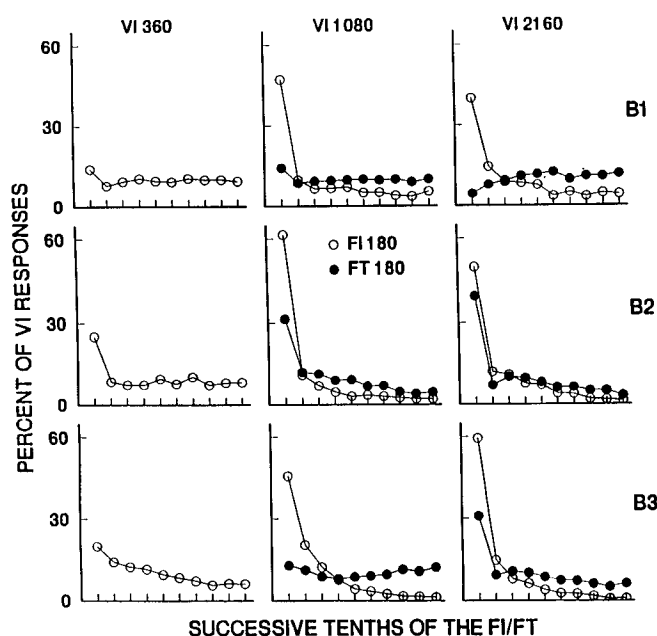 VI 360 VI 1080 VI 2160
60
30
0
B1
60
30
0
FI 180
FT 180
B2
60
30
0
B3
PERCENT OF VI RESPONSES
SUCCESSIVE TENTHS OF THE FI/FT